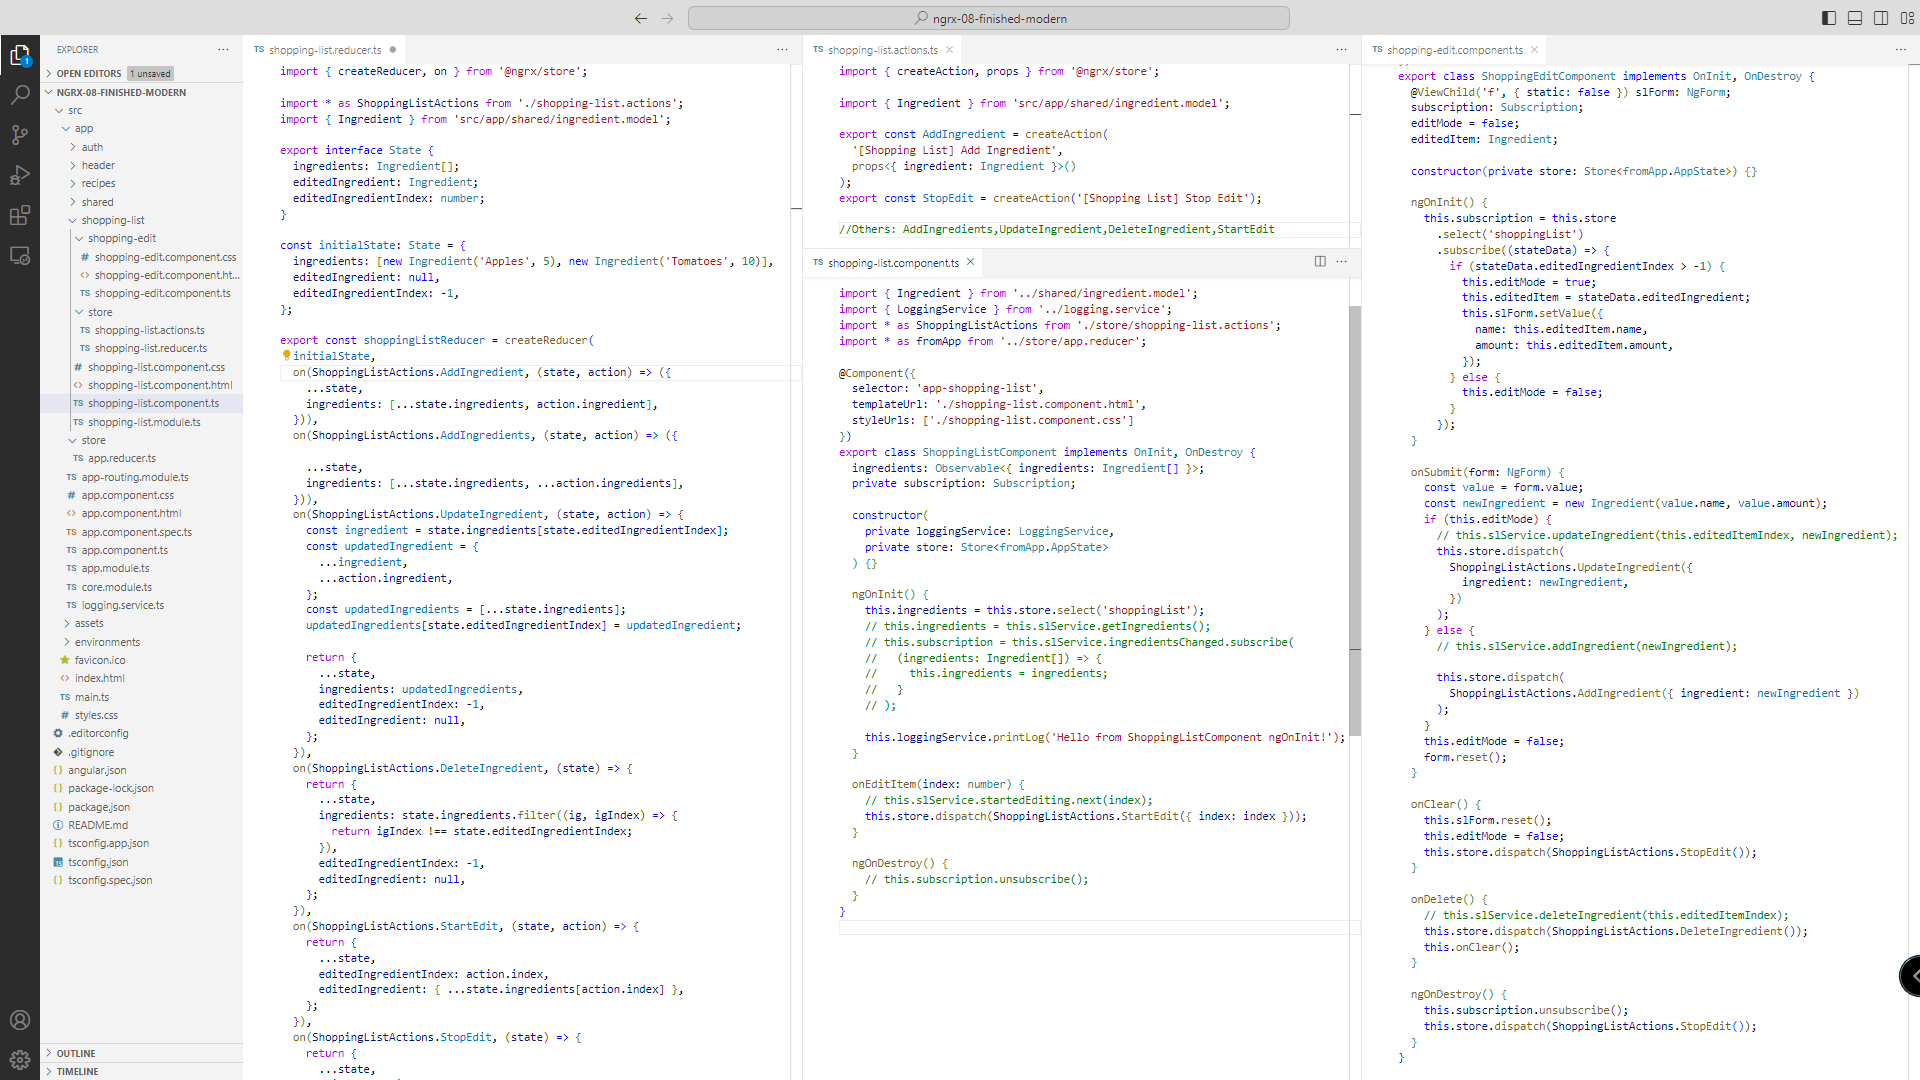 ngrx-08-finished-modern
EXPLORER
OPEN EDITORS 1 unsaved
NGRX-08-FINISHED-MODERN
src
app
auth
header
recipes
shared
shopping-list
shopping-edit
# shopping-edit.component.css
<> shopping-edit.component.ht...
TS shopping-edit.component.ts
store
TS shopping-list.actions.ts
TS shopping-list.reducer.ts
# shopping-list.component.css
<> shopping-list.component.html
TS shopping-list.component.ts
TS shopping-list.module.ts
store
TS app.reducer.ts
TS app-routing.module.ts
# app.component.css
<> app.component.html
TS app.component.spec.ts
TS app.component.ts
TS app.module.ts
TS core.module.ts
TS logging.service.ts
assets
environments
favicon.ico
<> index.html
TS main.ts
# styles.css
.editorconfig
.gitignore
{} angular.json
{} package-lock.json
{} package.json
README.md
{} tsconfig.app.json
tsconfig.json
{} tsconfig.spec.json
OUTLINE
TIMELINE
TS shopping-list.reducer.ts
import { createReducer, on } from '@ngrx/store';
import * as ShoppingListActions from './shopping-list.actions';
import { Ingredient } from 'src/app/shared/ingredient.model';
export interface State {
ingredients: Ingredient[];
editedIngredient: Ingredient;
editedIngredientIndex: number;
}
const initialState: State = {
ingredients: [new Ingredient('Apples', 5), new Ingredient('Tomatoes', 10)],
editedIngredient: null,
editedIngredientIndex: -1,
};
export const shoppingListReducer = createReducer(
initialState,
on(ShoppingListActions.AddIngredient, (state, action) => ({
...state,
ingredients: [...state.ingredients, action.ingredient],
})),
on(ShoppingListActions.AddIngredients, (state, action) => ({
...state,
ingredients: [...state.ingredients, ...action.ingredients],
})),
on(ShoppingListActions.UpdateIngredient, (state, action) => {
const ingredient = state.ingredients[state.editedIngredientIndex];
const updatedIngredient = {
...ingredient,
...action.ingredient,
};
const updatedIngredients = [...state.ingredients];
updatedIngredients[state.editedIngredientIndex] = updatedIngredient;
return {
...state,
ingredients: updatedIngredients,
editedIngredientIndex: -1,
editedIngredient: null,
};
}),
on(ShoppingListActions.DeleteIngredient, (state) => {
return {
...state,
ingredients: state.ingredients.filter((ig, igIndex) => {
return igIndex !== state.editedIngredientIndex;
}),
editedIngredientIndex: -1,
editedIngredient: null,
};
}),
on(ShoppingListActions.StartEdit, (state, action) => {
return {
...state,
editedIngredientIndex: action.index,
editedIngredient: { ...state.ingredients[action.index] },
};
}),
on(ShoppingListActions.StopEdit, (state) => {
return {
...state,
TS shopping-list.actions.ts
import { createAction, props } from '@ngrx/store';
import { Ingredient } from 'src/app/shared/ingredient.model';
export const AddIngredient = createAction(
'[Shopping List] Add Ingredient',
props<{ ingredient: Ingredient }>()
);
export const StopEdit = createAction('[Shopping List] Stop Edit');
//Others: AddIngredients,UpdateIngredient,DeleteIngredient,StartEdit
TS shopping-list.component.ts
import { Ingredient } from '../shared/ingredient.model';
import { LoggingService } from '../logging.service';
import * as ShoppingListActions from './store/shopping-list.actions';
import * as fromApp from '../store/app.reducer';
@Component({
selector: 'app-shopping-list',
templateUrl: './shopping-list.component.html',
styleUrls: ['./shopping-list.component.css']
})
export class ShoppingListComponent implements OnInit, OnDestroy {
ingredients: Observable<{ ingredients: Ingredient[] }>;
private subscription: Subscription;
constructor(
private loggingService: LoggingService,
private store: Store<fromApp.AppState>
) {}
ngOnInit() {
this.ingredients = this.store.select('shoppingList');
// this.ingredients = this.slService.getIngredients();
// this.subscription = this.slService.ingredientsChanged.subscribe(
// (ingredients: Ingredient[]) => {
// this.ingredients = ingredients;
// }
// );
this.loggingService.printLog('Hello from ShoppingListComponent ngOnInit!');
}
onEditItem(index: number) {
// this.slService.startedEditing.next(index);
this.store.dispatch(ShoppingListActions.StartEdit({ index: index }));
}
ngOnDestroy() {
// this.subscription.unsubscribe();
}
}
TS shopping-edit.component.ts
export class ShoppingEditComponent implements OnInit, OnDestroy {
@ViewChild('f', { static: false }) slForm: NgForm;
subscription: Subscription;
editMode = false;
editedItem: Ingredient;
constructor(private store: Store<fromApp.AppState>) {}
ngOnInit() {
this.subscription = this.store
.select('shoppingList')
.subscribe((stateData) => {
if (stateData.editedIngredientIndex > -1) {
this.editMode = true;
this.editedItem = stateData.editedIngredient;
this.slForm.setValue({
name: this.editedItem.name,
amount: this.editedItem.amount,
});
} else {
this.editMode = false;
}
});
}
onSubmit(form: NgForm) {
const value = form.value;
const newIngredient = new Ingredient(value.name, value.amount);
if (this.editMode) {
// this.slService.updateIngredient(this.editedItemIndex, newIngredient);
this.store.dispatch(
ShoppingListActions.UpdateIngredient({
ingredient: newIngredient,
})
);
} else {
// this.slService.addIngredient(newIngredient);
this.store.dispatch(
ShoppingListActions.AddIngredient({ ingredient: newIngredient })
);
}
this.editMode = false;
form.reset();
}
onClear() {
this.slForm.reset();
this.editMode = false;
this.store.dispatch(ShoppingListActions.StopEdit());
}
onDelete() {
// this.slService.deleteIngredient(this.editedItemIndex);
this.store.dispatch(ShoppingListActions.DeleteIngredient());
this.onClear();
}
ngOnDestroy() {
this.subscription.unsubscribe();
this.store.dispatch(ShoppingListActions.StopEdit());
}
}